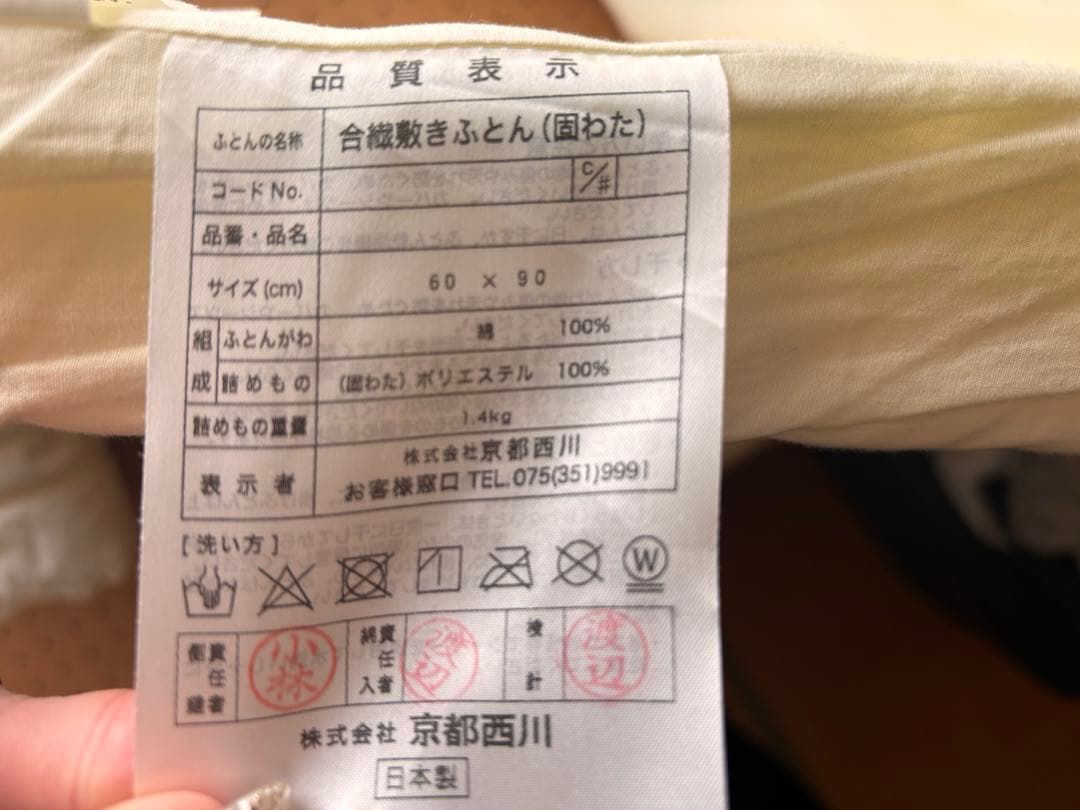 品質表示
ふとんの名称 合繊敷きふとん(固わた)
コードNo. C/#
品番・品名
サイズ(cm) 60 × 90
組成 ふとんがわ 綿 100%
詰めもの (固わた)ポリエステル 100%
詰めもの重量 1.4kg
表示者 株式会社京都西川
お客様窓口 TEL.075(351)9991
[洗い方]
W
側責任縫者 小林 綿責任入者 検計 渡辺
株式会社 京都西川
日本製